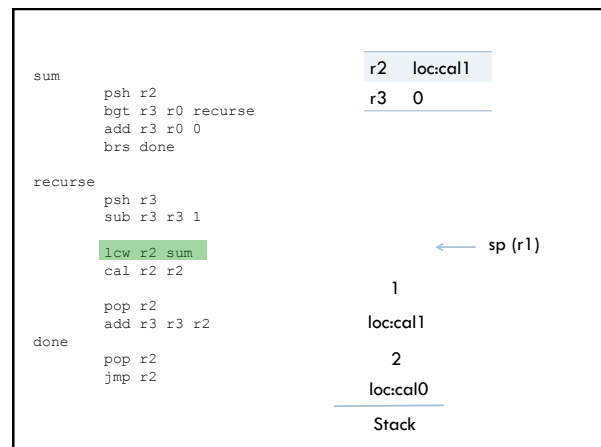 sum
psh r2
bgt r3 r0 recurse
add r3 r0 0
brs done
recurse
psh r3
sub r3 r3 1
lcw r2 sum
cal r2 r2
pop r2
add r3 r3 r2
done
pop r2
jmp r2
r2 loc:cal1
r3 0
sp (r1)
1
loc:cal1
2
loc:cal0
Stack